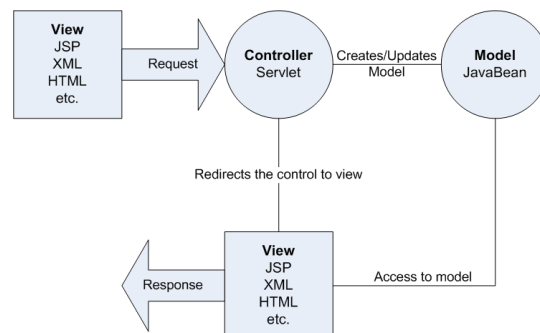 View
JSP
XML
HTML
etc.
Request
Controller
Servlet
Creates/Updates
Model
Model
JavaBean
Redirects the control to view
View
JSP
XML
HTML
etc.
Response
Access to model